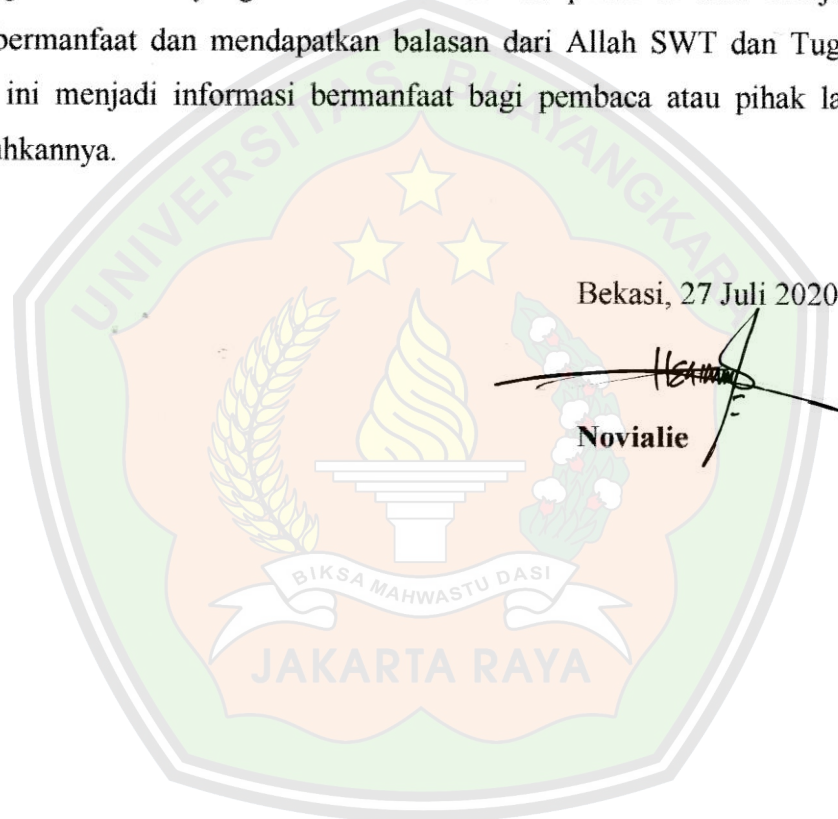 bermanfaat dan mendapatkan balasan dari Allah SWT dan Tug
ini menjadi informasi bermanfaat bagi pembaca atau pihak la
uhkannya.
UNIVERSITAS BHAYANGKARA
Bekasi, 27 Juli 2020
Novialie
BIKSA MAHWASTU DASI
JAKARTA RAYA